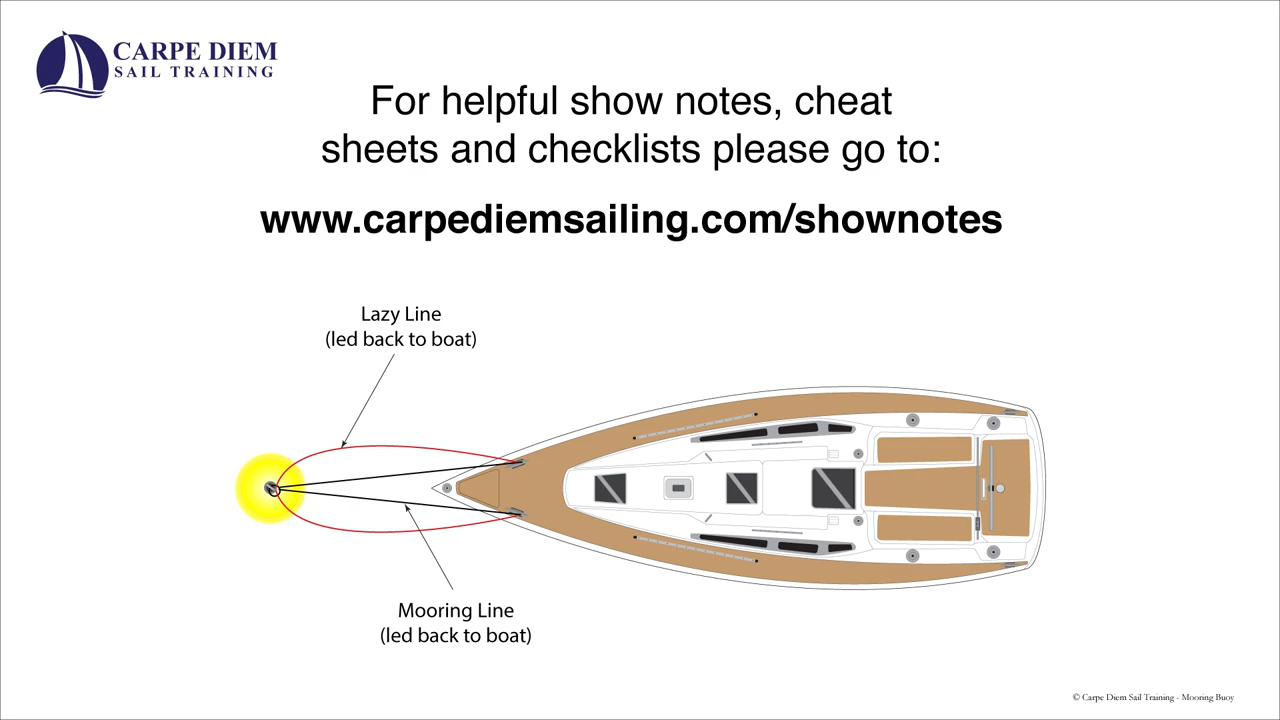 CARPE DIEM
SAIL TRAINING
For helpful show notes, cheat
sheets and checklists please go to:
www.carpediemsailing.com/shownotes
Lazy Line
(led back to boat)
Mooring Line
(led back to boat)
© Carpe Diem Sail Training - Mooring Buoy